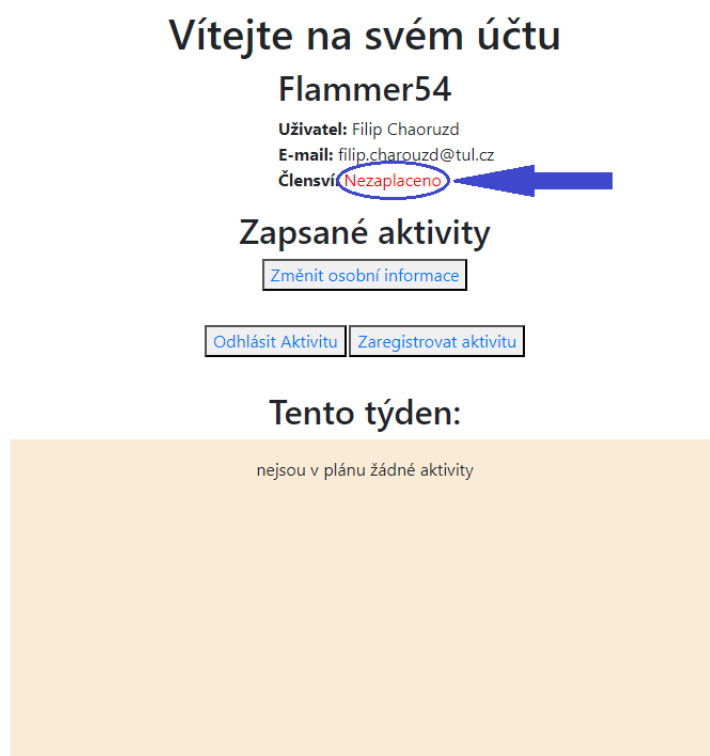 Vítejte na svém účtu
Flammer54
Uživatel: Filip Chaoruzd
E-mail: filip.charouzd@tul.cz
Člensví: Nezaplaceno
Zapsané aktivity
Změnit osobní informace
Odhlásit Aktivitu Zaregistrovat aktivitu
Tento týden:
nejsou v plánu žádné aktivity